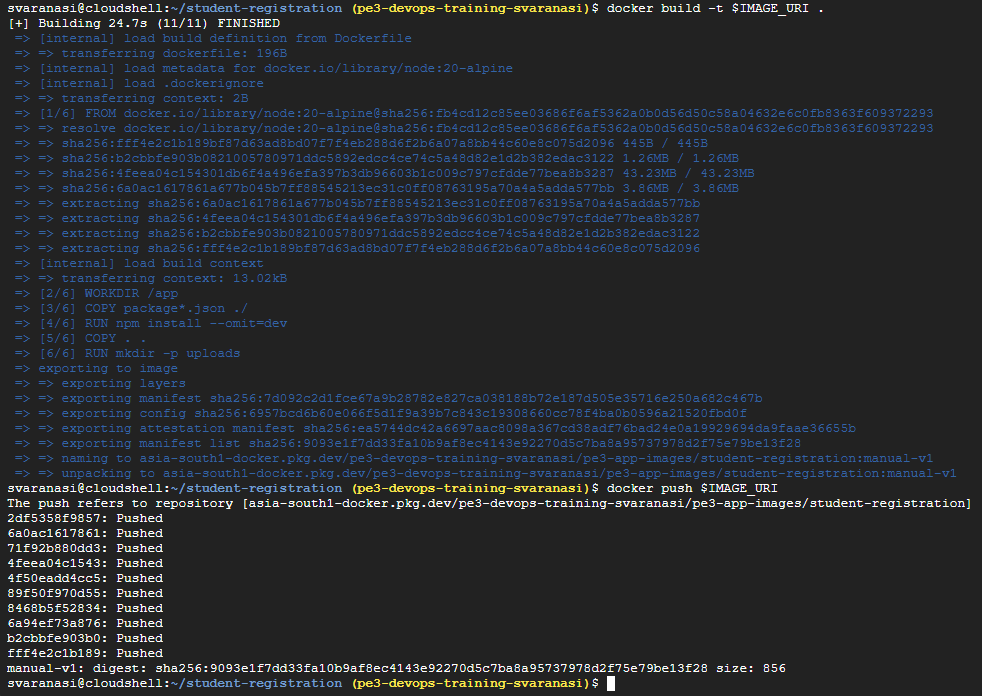 svaranasi@cloudshell:~/student-registration (pe3-devops-training-svaranasi)$ docker build -t $IMAGE_URI .
[+] Building 24.7s (11/11) FINISHED
=> [internal] load build definition from Dockerfile
=> => transferring dockerfile: 196B
=> [internal] load metadata for docker.io/library/node:20-alpine
=> [internal] load .dockerignore
=> => transferring context: 2B
=> [1/6] FROM docker.io/library/node:20-alpine@sha256:fb4cd12c85ee03686f6af5362a0b0d56d50c58a04632e6c0fb8363f609372293
=> => resolve docker.io/library/node:20-alpine@sha256:fb4cd12c85ee03686f6af5362a0b0d56d50c58a04632e6c0fb8363f609372293
=> => sha256:fff4e2c1b189bf87d63ad8bd07f7f4eb288d6f2b6a07a8bb44c60e8c075d2096 445B / 445B
=> => sha256:b2cbbfe903b0821005780971ddc5892edcc4ce74c5a48d82e1d2b382edac3122 1.26MB / 1.26MB
=> => sha256:4feea04c154301db6f4a496efa397b3db96603b1c009c797cfdde77bea8b3287 43.23MB / 43.23MB
=> => sha256:6a0ac1617861a677b045b7ff88545213ec31c0ff08763195a70a4a5adda577bb 3.86MB / 3.86MB
=> => extracting sha256:6a0ac1617861a677b045b7ff88545213ec31c0ff08763195a70a4a5adda577bb
=> => extracting sha256:4feea04c154301db6f4a496efa397b3db96603b1c009c797cfdde77bea8b3287
=> => extracting sha256:b2cbbfe903b0821005780971ddc5892edcc4ce74c5a48d82e1d2b382edac3122
=> => extracting sha256:fff4e2c1b189bf87d63ad8bd07f7f4eb288d6f2b6a07a8bb44c60e8c075d2096
=> [internal] load build context
=> => transferring context: 13.02kB
=> [2/6] WORKDIR /app
=> [3/6] COPY package*.json ./
=> [4/6] RUN npm install --omit=dev
=> [5/6] COPY . .
=> [6/6] RUN mkdir -p uploads
=> exporting to image
=> => exporting layers
=> => exporting manifest sha256:7d092c2d1fce67a9b28782e827ca038188b72e187d505e35716e250a682c467b
=> => exporting config sha256:6957bcd6b60e066f5d1f9a39b7c843c19308660cc78f4ba0b0596a21520fbd0f
=> => exporting attestation manifest sha256:ea5744dc42a6697aac8098a367cd38adf76bad24e0a19929694da9faae36655b
=> => exporting manifest list sha256:9093e1f7dd33fa10b9af8ec4143e92270d5c7ba8a95737978d2f75e79be13f28
=> => naming to asia-south1-docker.pkg.dev/pe3-devops-training-svaranasi/pe3-app-images/student-registration:manual-v1
=> => unpacking to asia-south1-docker.pkg.dev/pe3-devops-training-svaranasi/pe3-app-images/student-registration:manual-v1
svaranasi@cloudshell:~/student-registration (pe3-devops-training-svaranasi)$ docker push $IMAGE_URI
The push refers to repository [asia-south1-docker.pkg.dev/pe3-devops-training-svaranasi/pe3-app-images/student-registration]
2df5358f9857: Pushed
6a0ac1617861: Pushed
71f92b880dd3: Pushed
4feea04c1543: Pushed
4f50eadd4cc5: Pushed
89f50f970d55: Pushed
8468b5f52834: Pushed
6a94ef73a876: Pushed
b2cbbfe903b0: Pushed
fff4e2c1b189: Pushed
manual-v1: digest: sha256:9093e1f7dd33fa10b9af8ec4143e92270d5c7ba8a95737978d2f75e79be13f28 size: 856
svaranasi@cloudshell:~/student-registration (pe3-devops-training-svaranasi)$